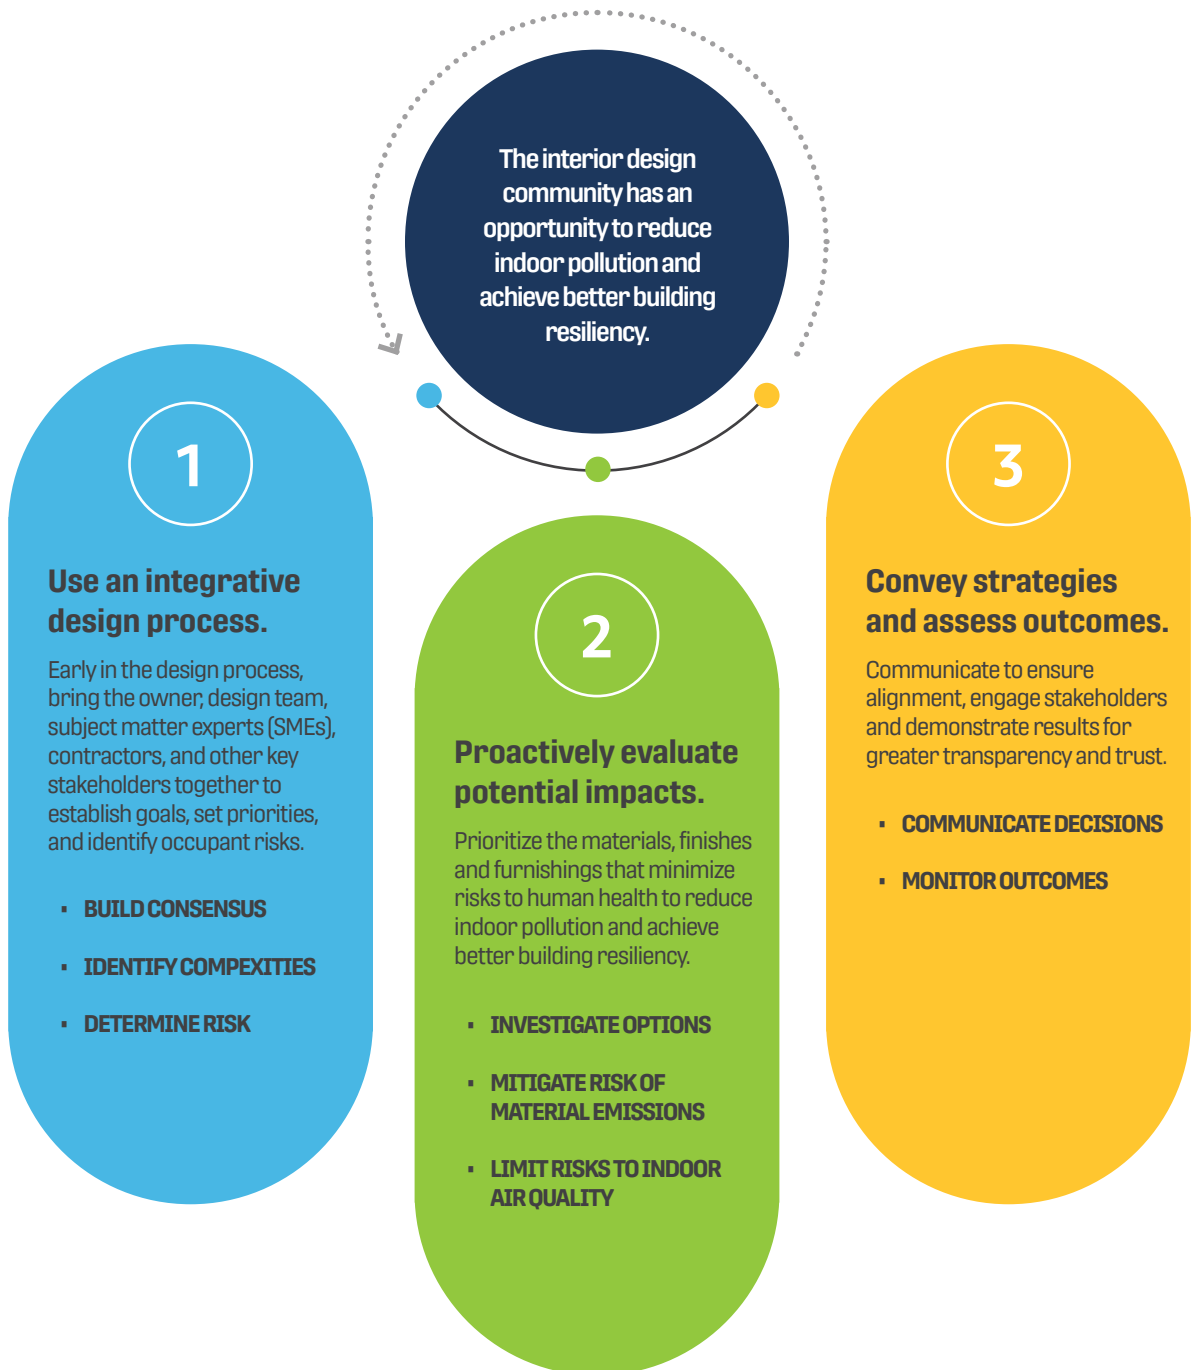 The interior design
community has an
opportunity to reduce
indoor pollution and
achieve better building
resiliency.
1
Use an integrative
design process.
Early in the design process,
bring the owner, design team,
subject matter experts (SMEs),
contractors, and other key
stakeholders together to
establish goals, set priorities,
and identify occupant risks.
▪ BUILD CONSENSUS
▪ IDENTIFY COMPEXITIES
▪ DETERMINE RISK
2
Proactively evaluate
potential impacts.
Prioritize the materials, finishes
and furnishings that minimize
risks to human health to reduce
indoor pollution and achieve
better building resiliency.
▪ INVESTIGATE OPTIONS
▪ MITIGATE RISK OF
MATERIAL EMISSIONS
▪ LIMIT RISKS TO INDOOR
AIR QUALITY
3
Convey strategies
and assess outcomes.
Communicate to ensure
alignment, engage stakeholders
and demonstrate results for
greater transparency and trust.
▪ COMMUNICATE DECISIONS
▪ MONITOR OUTCOMES